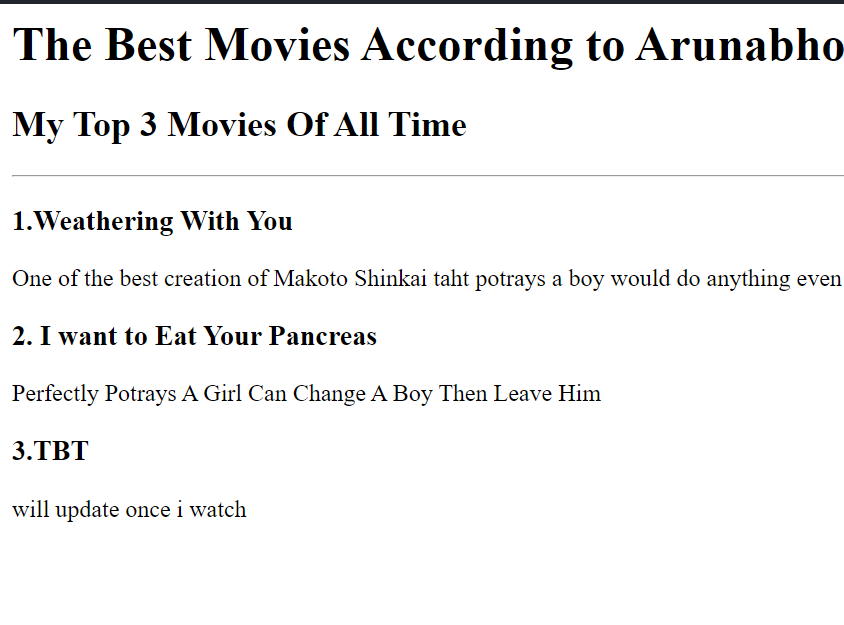 The Best Movies According to Arunabho
My Top 3 Movies Of All Time
1.Weathering With You
One of the best creation of Makoto Shinkai taht potrays a boy would do anything even
2. I want to Eat Your Pancreas
Perfectly Potrays A Girl Can Change A Boy Then Leave Him
3.TBT
will update once i watch